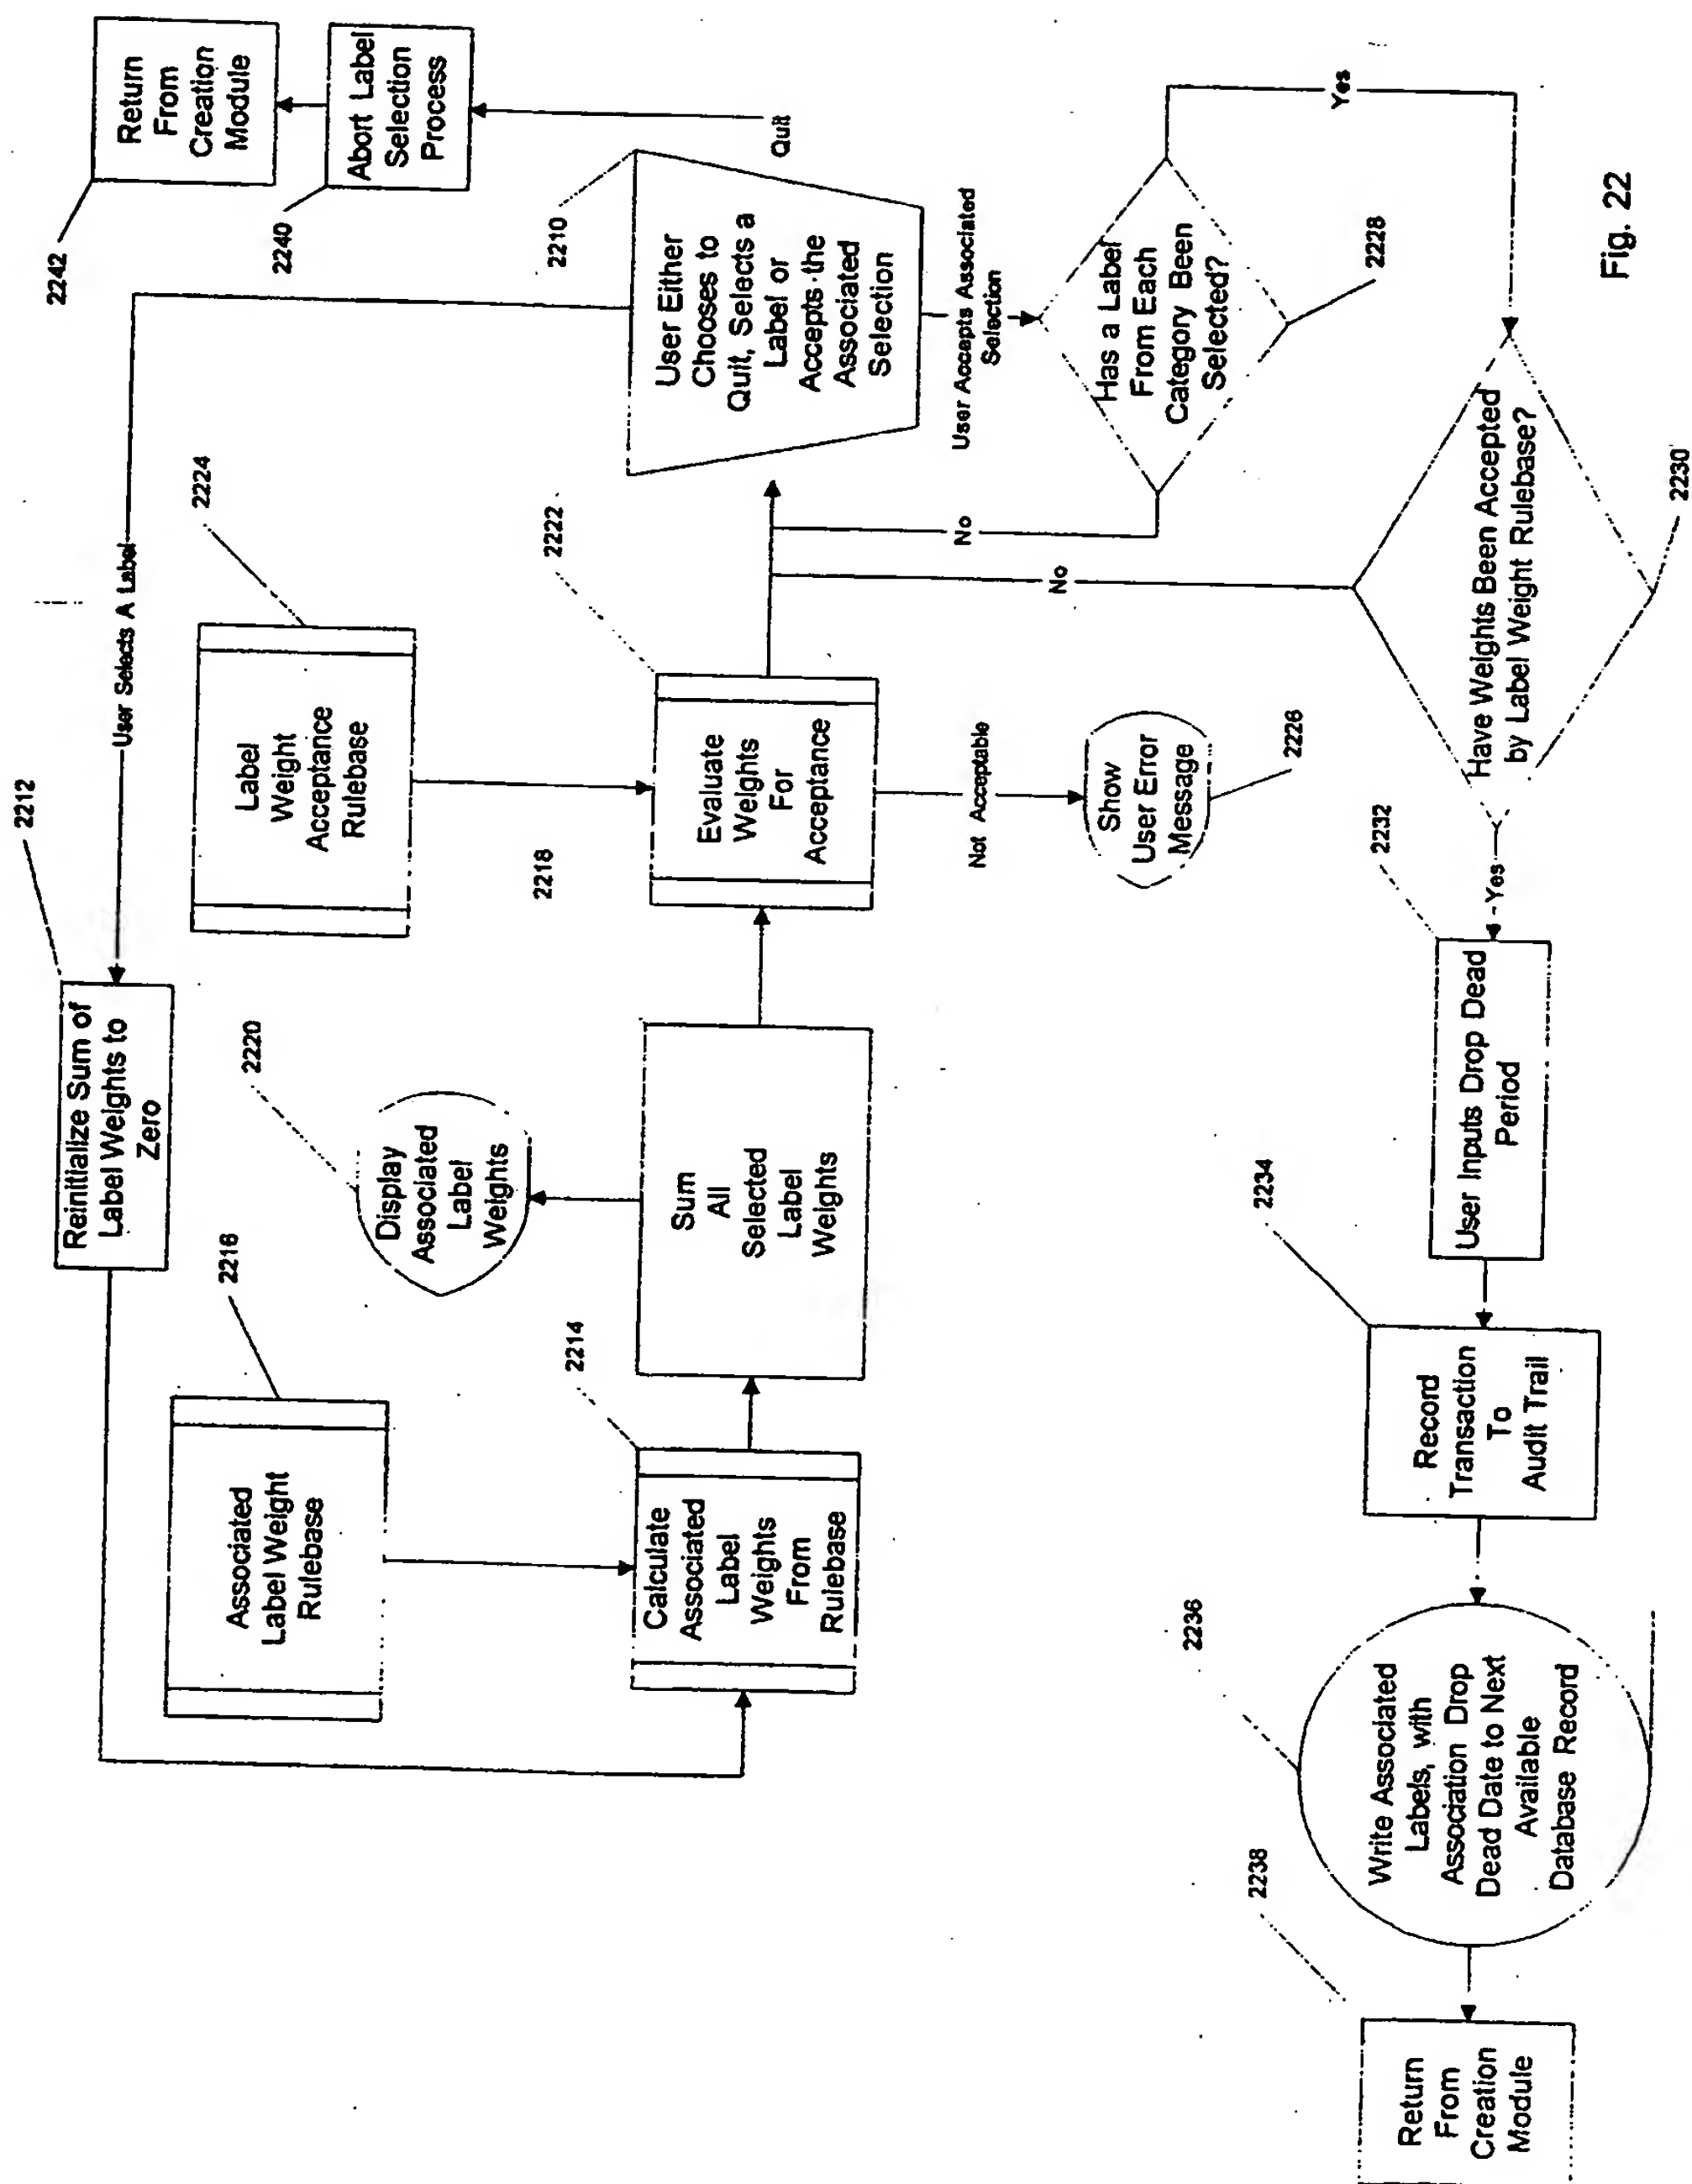 2242
Return
From
Creation
Module
2240
Abort Label
Selection
Process
Quit
2210
User Either
Chooses to
Quit, Selects a
Label or
Accepts the
Associated
Selection
User Selects A Label
2212
Reinitialize Sum of
Label Weights to
Zero
2216
Associated
Label Weight
Rulebase
2214
Calculate
Associated
Label
Weights
From
Rulebase
2220
Display
Associated
Label
Weights
2218
Sum
All
Selected
Label
Weights
2224
Label
Weight
Acceptance
Rulebase
2222
Evaluate
Weights
For
Acceptance
Not Acceptable
2226
Show
User Error
Message
User Accepts Associated
Selection
2228
Has a Label
From Each
Category Been
Selected?
No
Yes
2230
Have Weights Been Accepted
by Label Weight Rulebase?
No
Yes
2232
User Inputs Drop Dead
Period
2234
Record
Transaction
To
Audit Trail
2236
Write Associated
Labels, with
Association Drop
Dead Date to Next
Available
Database Record
2238
Return
From
Creation
Module
Fig. 22